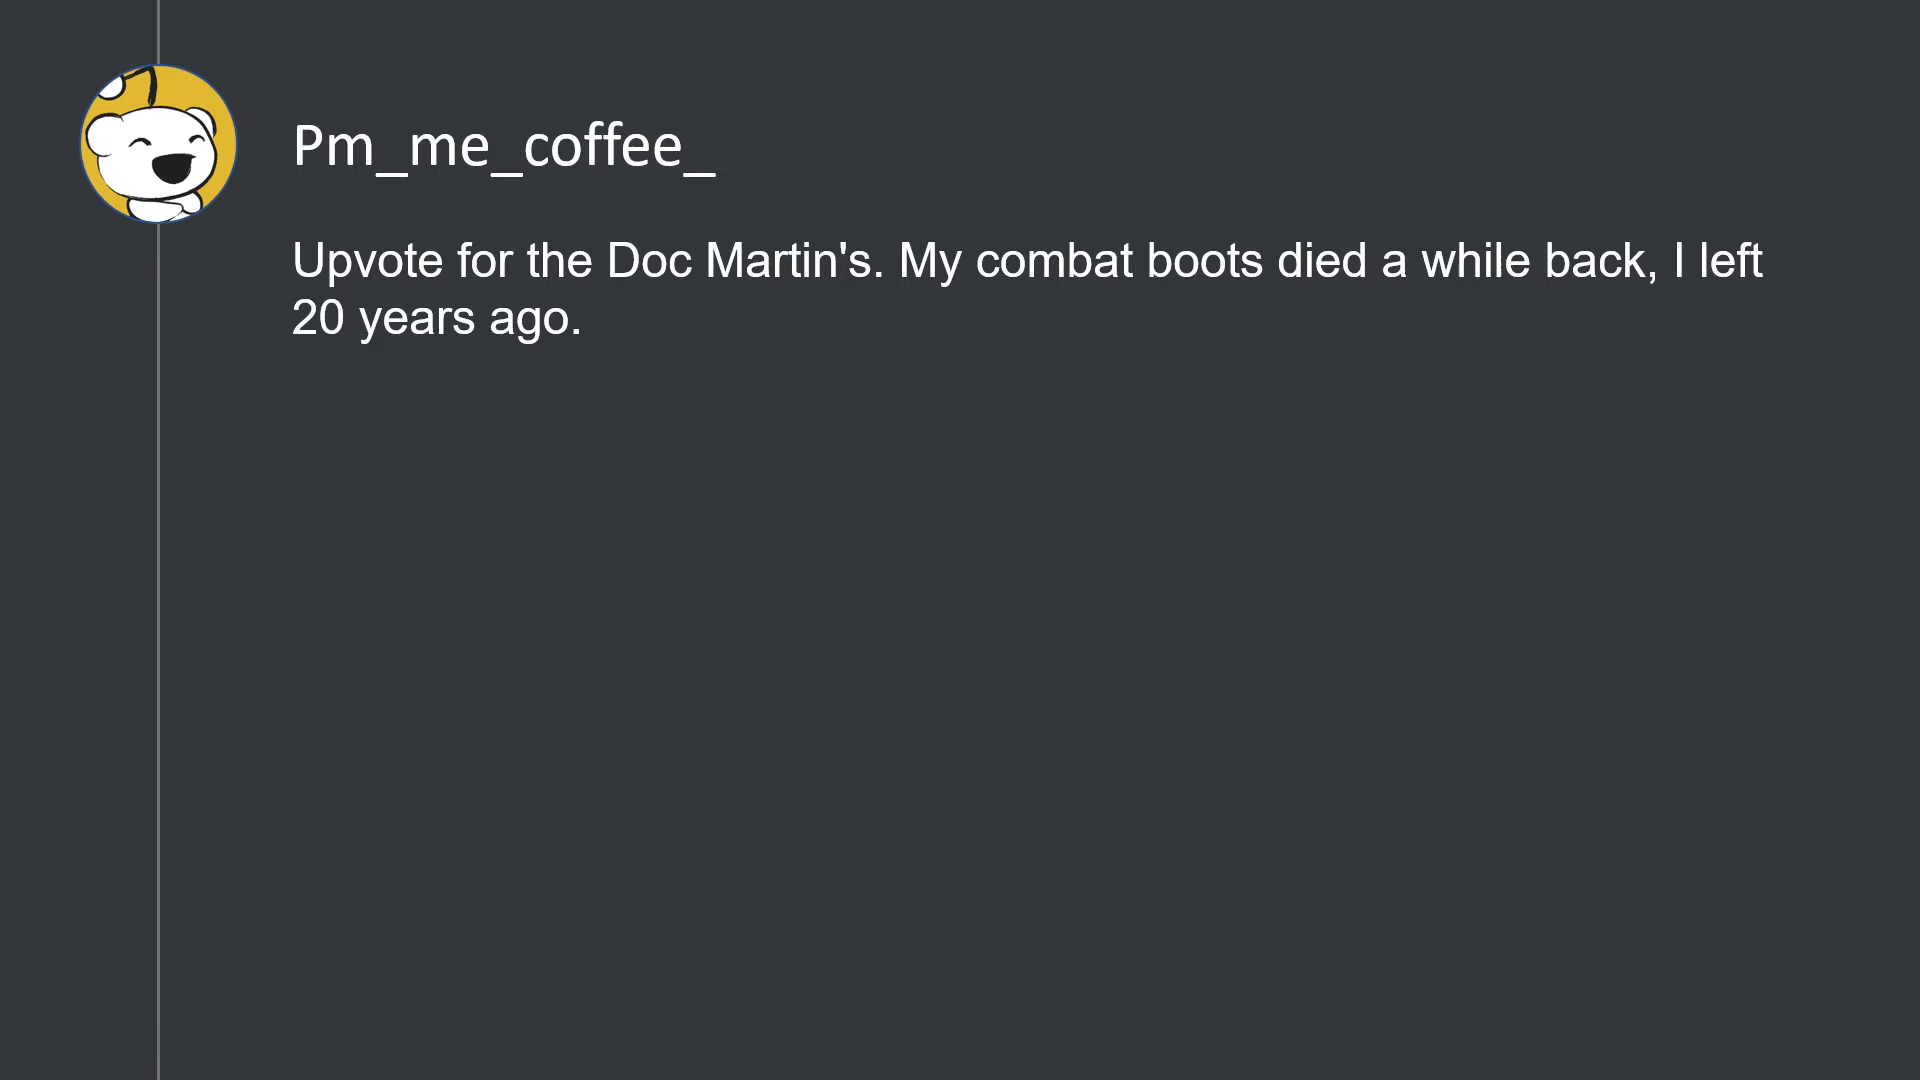 Pm_me_coffee_
Upvote for the Doc Martin's. My combat boots died a while back, I left
20 years ago.